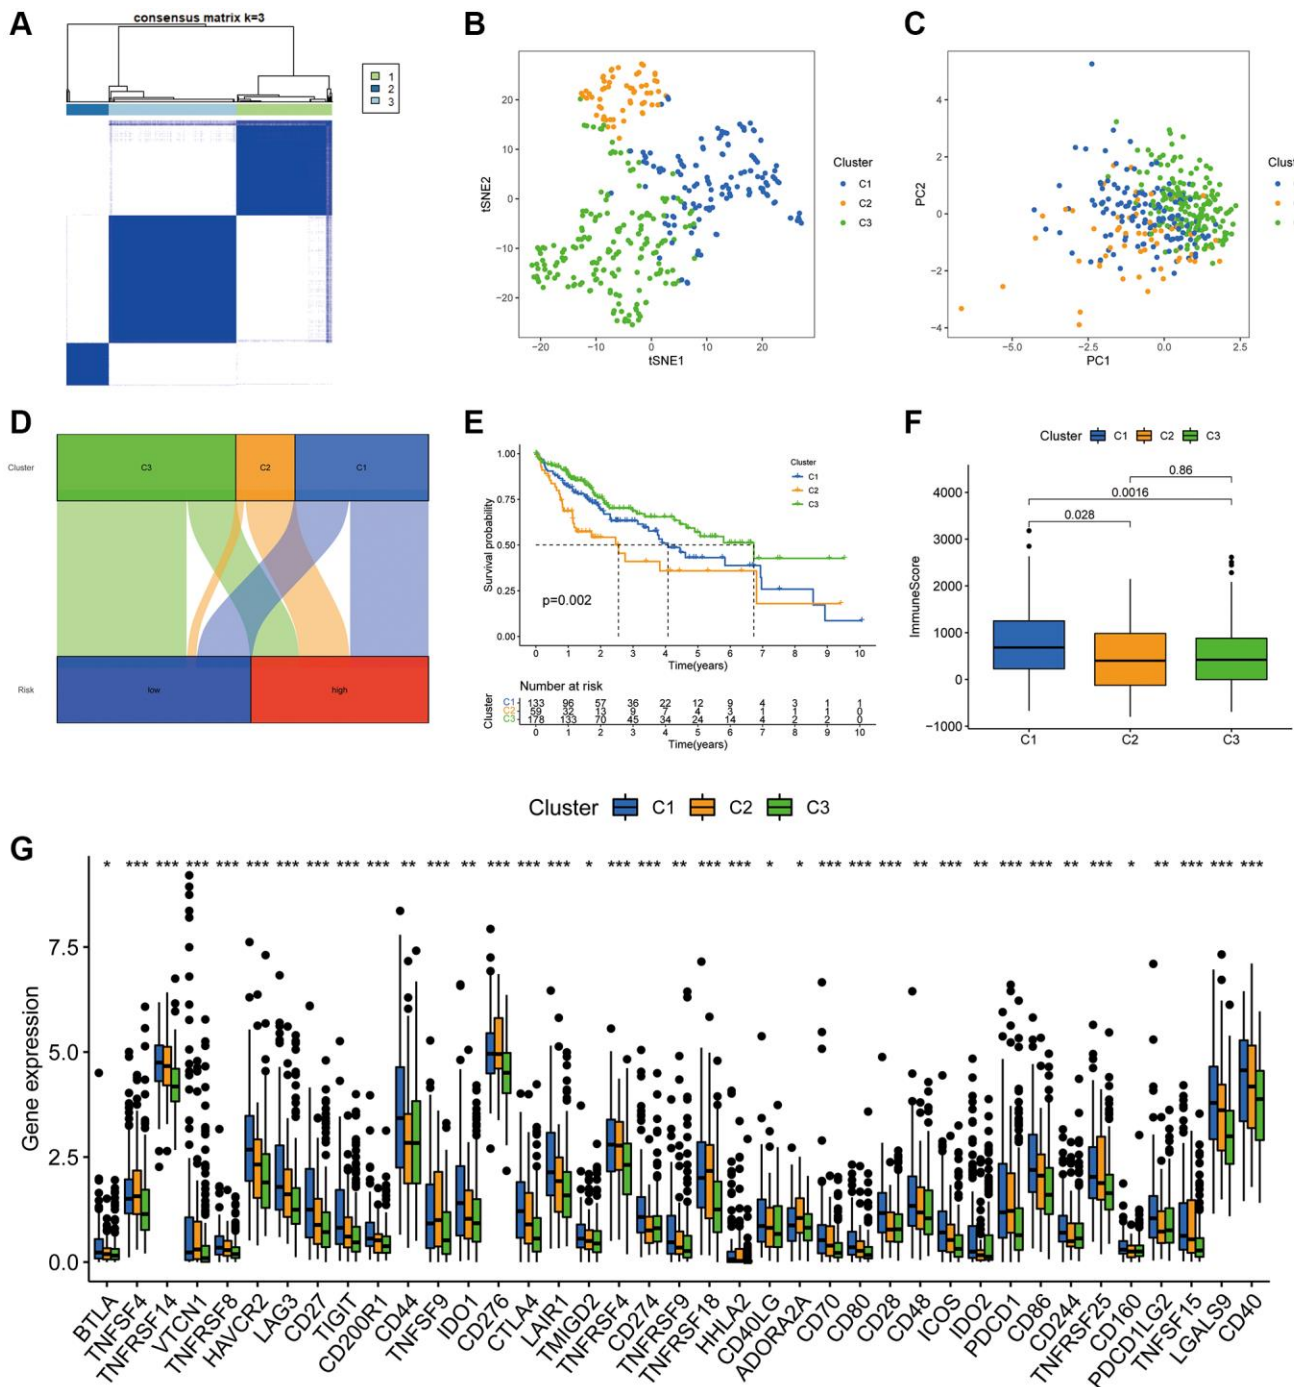 A
consensus matrix k=3
1
2
3
B
20
10
0
−10
−20
tSNE2
−20
−10
0
10
20
tSNE1
Cluster
C1
C2
C3
C
4
2
0
−2
−4
PC2
−5.0
−2.5
0.0
2.5
PC1
Clu
D
Cluster
C3
C2
C1
Risk
low
high
E
Cluster
C1
C2
C3
1.00
0.75
0.50
0.25
0.00
Survival probability
p=0.002
0 1 2 3 4 5 6 7 8 9 10
Time(years)
Number at risk
Cluster
C1 133 96 57 36 22 12 9 4 3 1 1
C2 59 32 13 9 7 4 3 1 1 1 0
C3 178 133 70 45 34 24 14 4 2 2 0
0 1 2 3 4 5 6 7 8 9 10
Time(years)
F
Cluster C1 C2 C3
0.86
0.0016
0.028
4000
3000
2000
1000
0
−1000
ImmuneScore
C1 C2 C3
Cluster C1 C2 C3
G
* *** *** *** *** *** *** *** *** *** ** *** ** *** *** *** * *** *** ** *** *** * * *** *** *** ** *** ** *** *** ** *** * ** *** *** ***
7.5
5.0
2.5
0.0
Gene expression
BTLA
TNFSF4
TNFRSF14
VTCN1
TNFRSF8
HAVCR2
LAG3
CD27
TIGIT
CD200R1
CD44
TNFSF9
IDO1
CD276
CTLA4
LAIR1
TMIGD2
TNFRSF4
CD274
TNFRSF9
TNFRSF18
HHLA2
CD40LG
ADORA2A
CD70
CD80
CD28
CD48
ICOS
IDO2
PDCD1
CD86
CD244
TNFRSF25
CD160
PDCD1LG2
TNFSF15
LGALS9
CD40